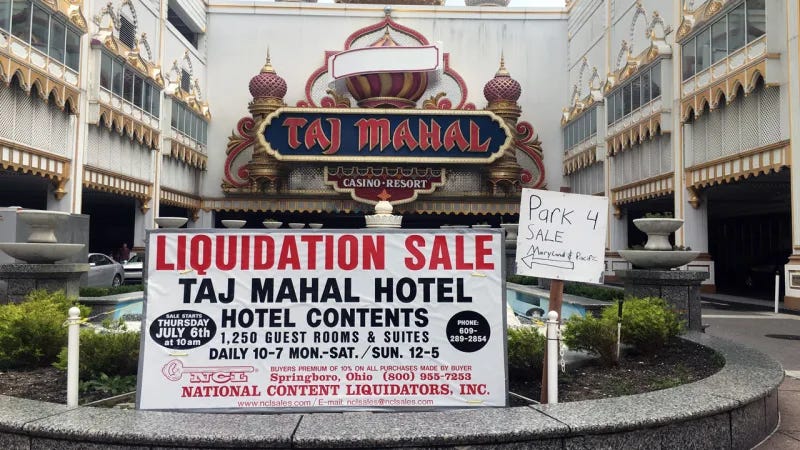 TAJ MAHAL
CASINO · RESORT
LIQUIDATION SALE
TAJ MAHAL HOTEL
HOTEL CONTENTS
1,250 GUEST ROOMS & SUITES
DAILY 10-7 MON.-SAT./SUN. 12-5
SALE STARTS
THURSDAY
JULY 6th
at 10 am
PHONE:
609-
289-2854
NCL
BUYERS PREMIUM OF 10% ON ALL PURCHASES MADE BY BUYER
Springboro, Ohio (800) 955-7253
NATIONAL CONTENT LIQUIDATORS, INC.
www.nclsales.com / E-mail: nclsales@nclsales.com
Park 4
SALE
Maryland & Pacific